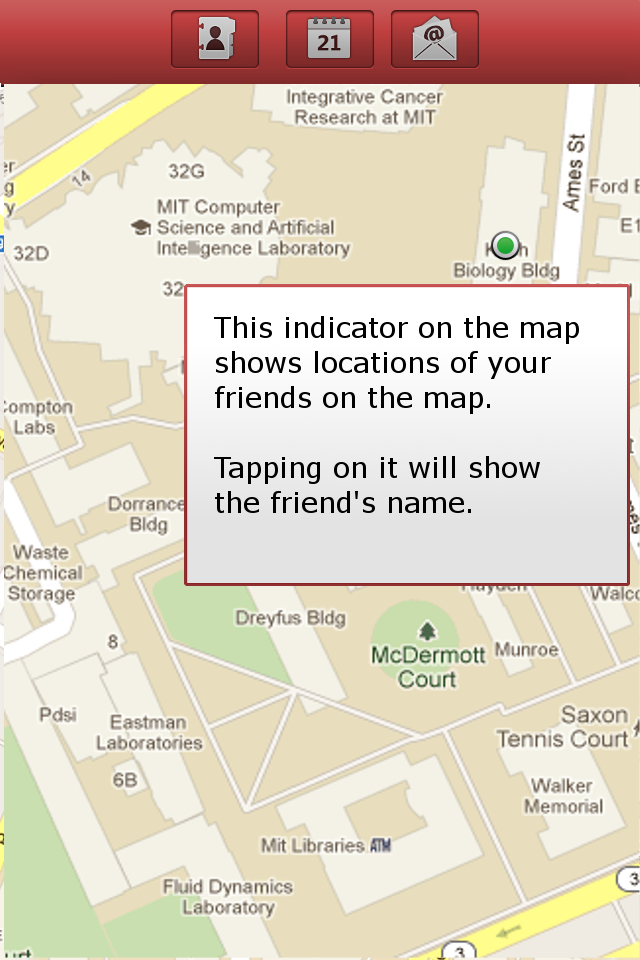 21
@
Integrative Cancer
Research at MIT
Ames St
32G
14
Ford
MIT Computer
Science and Artificial
Intelligence Laboratory
E1
32D
Biology Bldg
32
This indicator on the map
shows locations of your
friends on the map.
Tapping on it will show
the friend's name.
Compton
Labs
Dorrance
Bldg
Waste
Chemical
Storage
Hayden
Dreyfus Bldg
8
McDermott
Court
Munroe
Pdsi
Eastman
Laboratories
Saxon
Tennis Court
6B
Walker
Memorial
Mit Libraries ATM
Fluid Dynamics
Laboratory
3
3